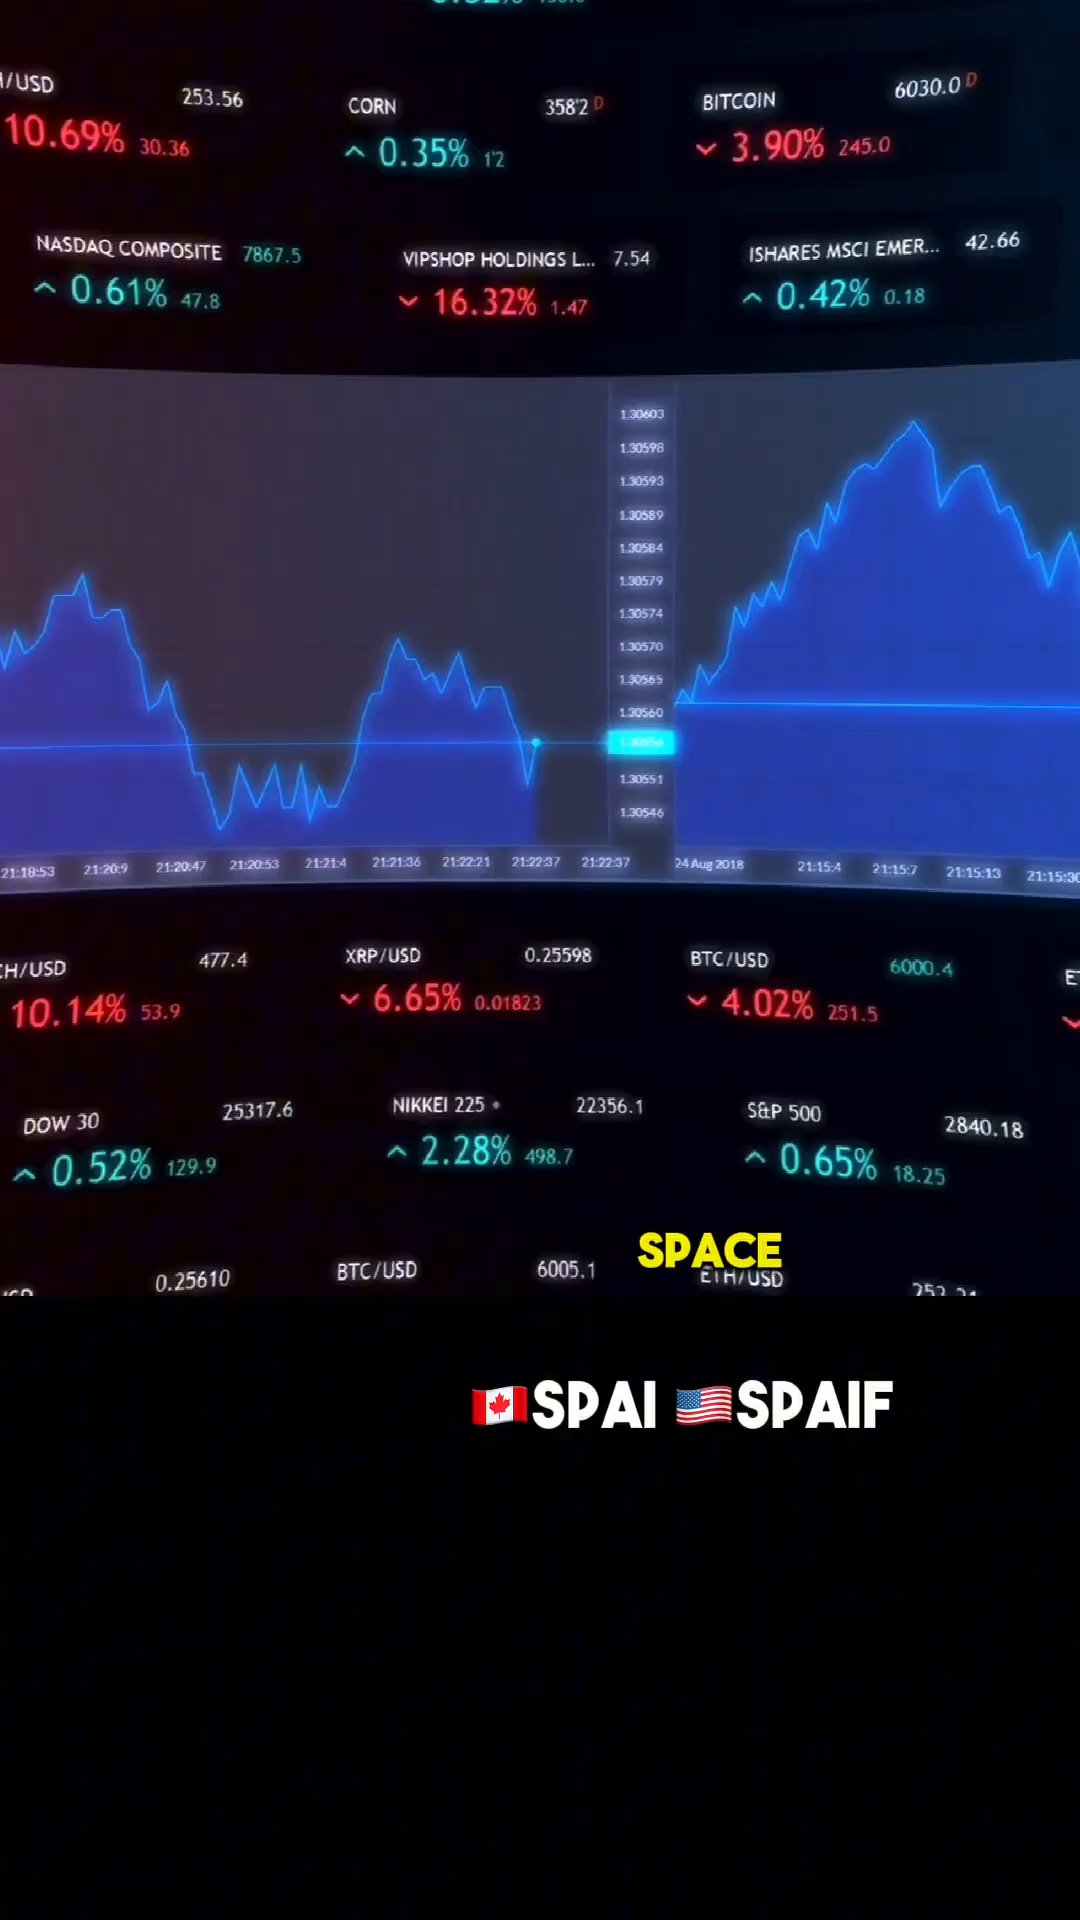 253.56
10.69% 30.36
CORN 358'2 D
0.35% 1'2
BITCOIN 6030.0 D
3.90% 245.0
NASDAQ COMPOSITE 7867.5
0.61% 47.8
VIPSHOP HOLDINGS L... 7.54
16.32% 1.47
ISHARES MSCI EMER... 42.66
0.42% 0.18
1.30603
1.30598
1.30593
1.30589
1.30584
1.30579
1.30574
1.30570
1.30565
1.30560
1.30551
1.30546
21:18:53 21:20:9 21:20:47 21:20:53 21:21:4 21:21:36 21:22:21 21:22:37 21:22:37
24 Aug 2018 21:15:4 21:15:7 21:15:13 21:15:30
CH/USD 477.4
10.14% 53.9
XRP/USD 0.25598
6.65% 0.01823
BTC/USD 6000.4
4.02% 251.5
DOW 30 25317.6
0.52% 129.9
NIKKEI 225 22356.1
2.28% 498.7
S&P 500 2840.18
0.65% 18.25
SPACE
0.25610
BTC/USD 6005.1
ETH/USD
SPAI SPAIF